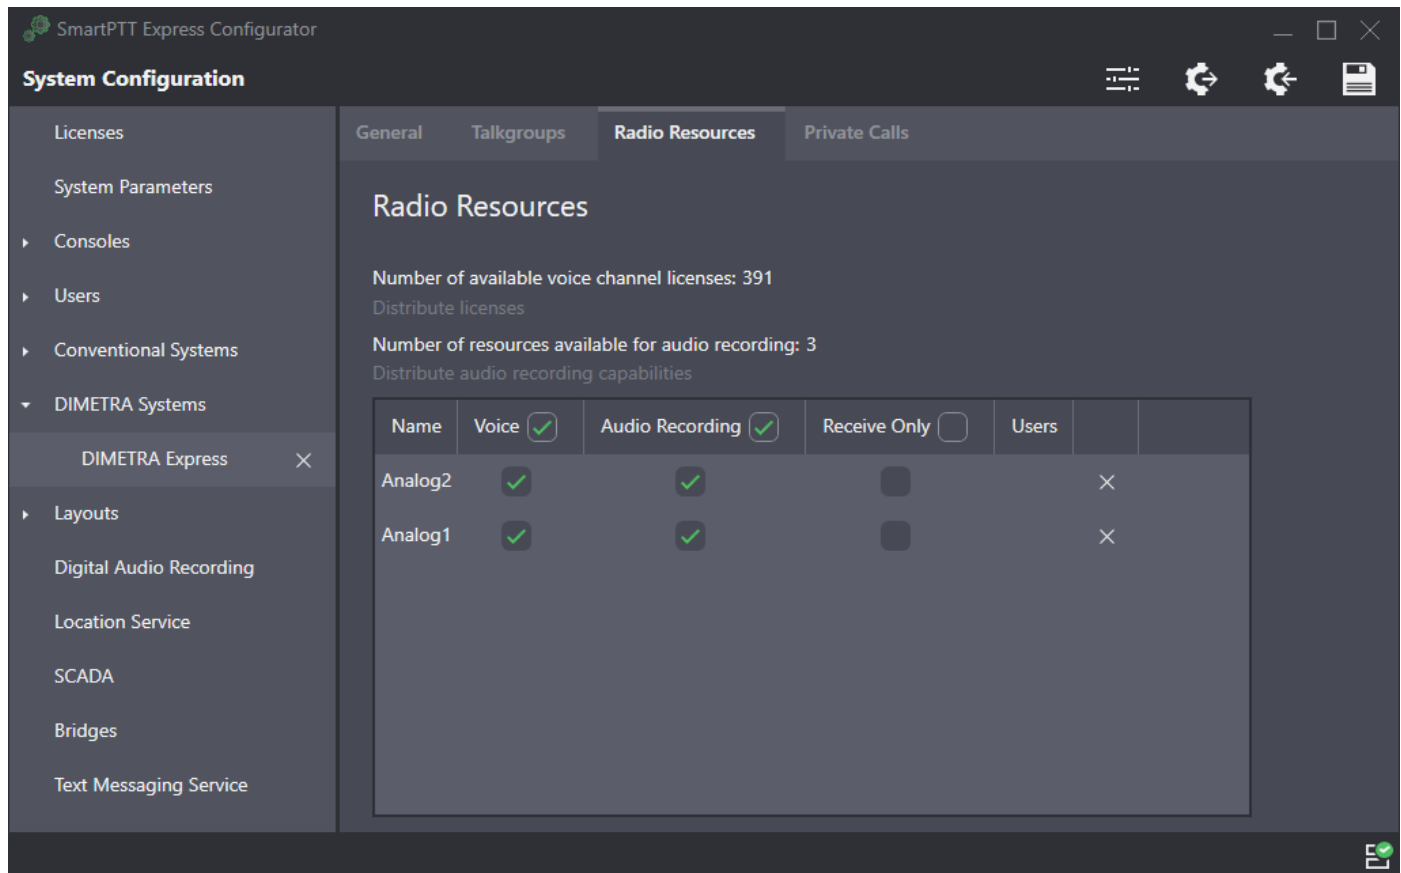 SmartPTT Express Configurator
System Configuration
Licenses
System Parameters
Consoles
Users
Conventional Systems
DIMETRA Systems
DIMETRA Express
Layouts
Digital Audio Recording
Location Service
SCADA
Bridges
Text Messaging Service
General Talkgroups Radio Resources Private Calls
Radio Resources
Number of available voice channel licenses: 391
Distribute licenses
Number of resources available for audio recording: 3
Distribute audio recording capabilities
Name Voice Audio Recording Receive Only Users
Analog2
Analog1